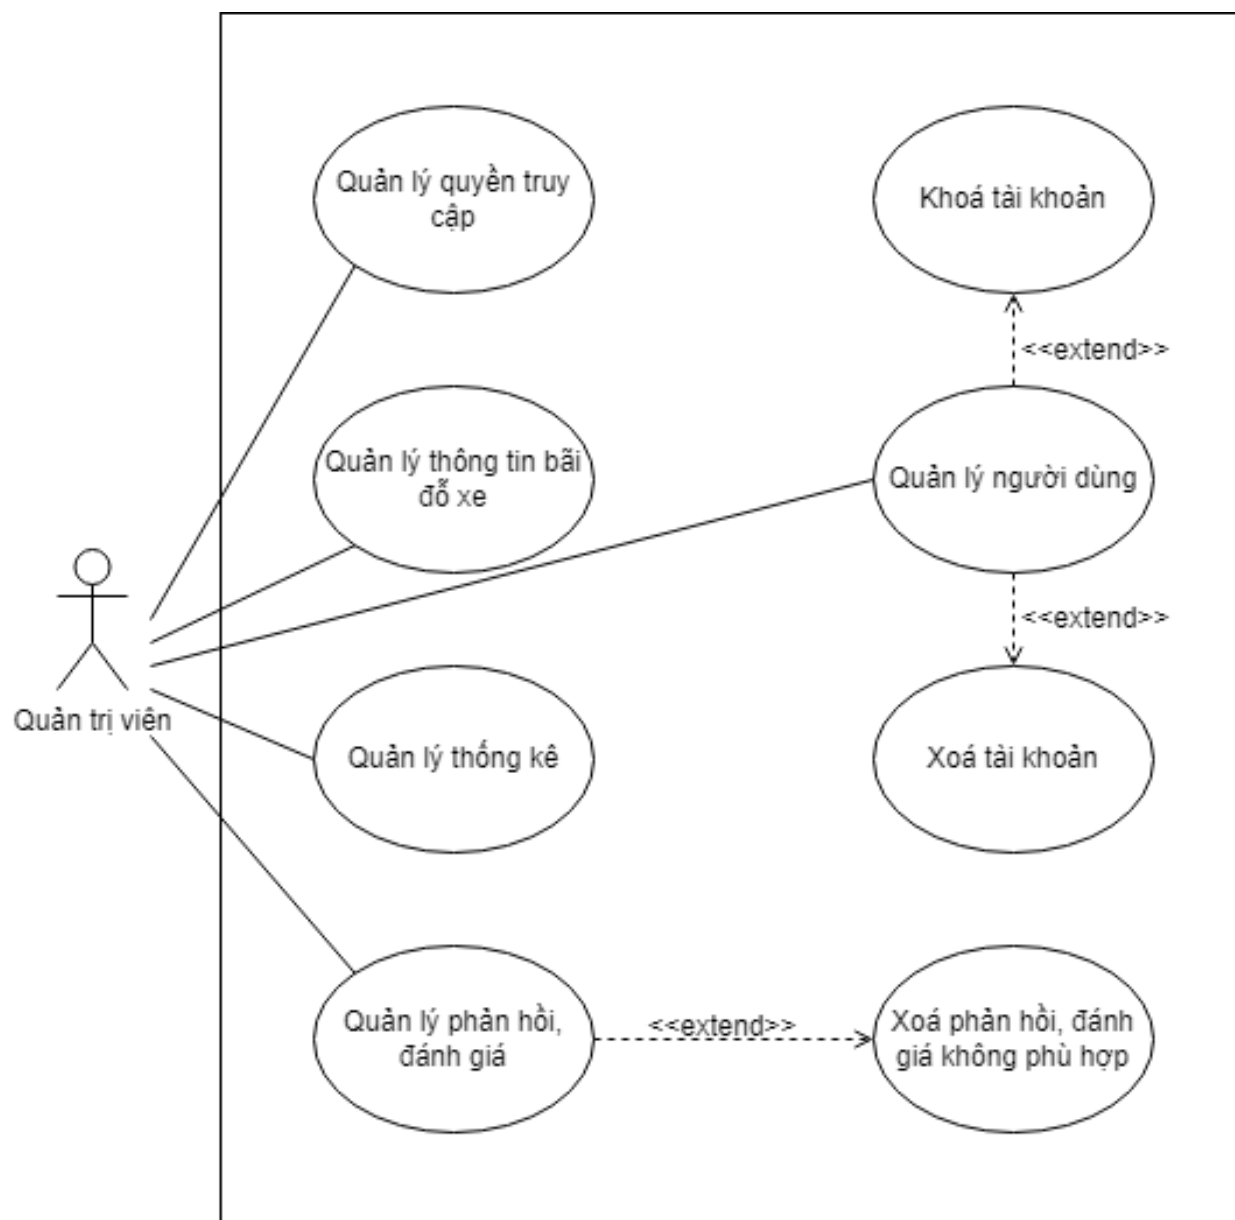 Quản lý quyền truy
cập
Khoá tài khoản
<<extend>>
Quản lý thông tin bãi
đỗ xe
Quản lý người dùng
<<extend>>
Quản trị viên
Quản lý thống kê
Xoá tài khoản
Quản lý phản hồi,
đánh giá
<<extend>>
Xoá phản hồi, đánh
giá không phù hợp